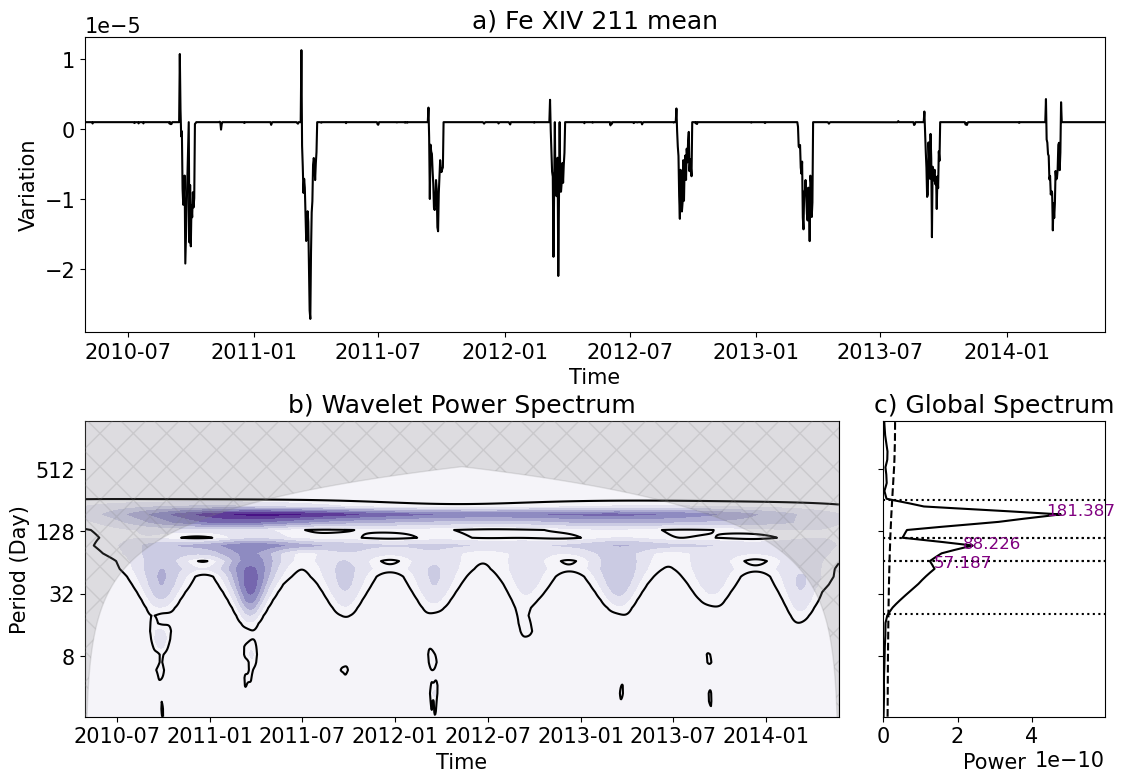 a) Fe XIV 211 mean
1e−5
1
0
−1
−2
Variation
2010-07 2011-01 2011-07 2012-01 2012-07 2013-01 2013-07 2014-01
Time
b) Wavelet Power Spectrum
512
128
32
8
Period (Day)
2010-07 2011-01 2011-07 2012-01 2012-07 2013-01 2013-07 2014-01
Time
c) Global Spectrum
181.387
88.226
57.187
0 2 4
Power 1e−10